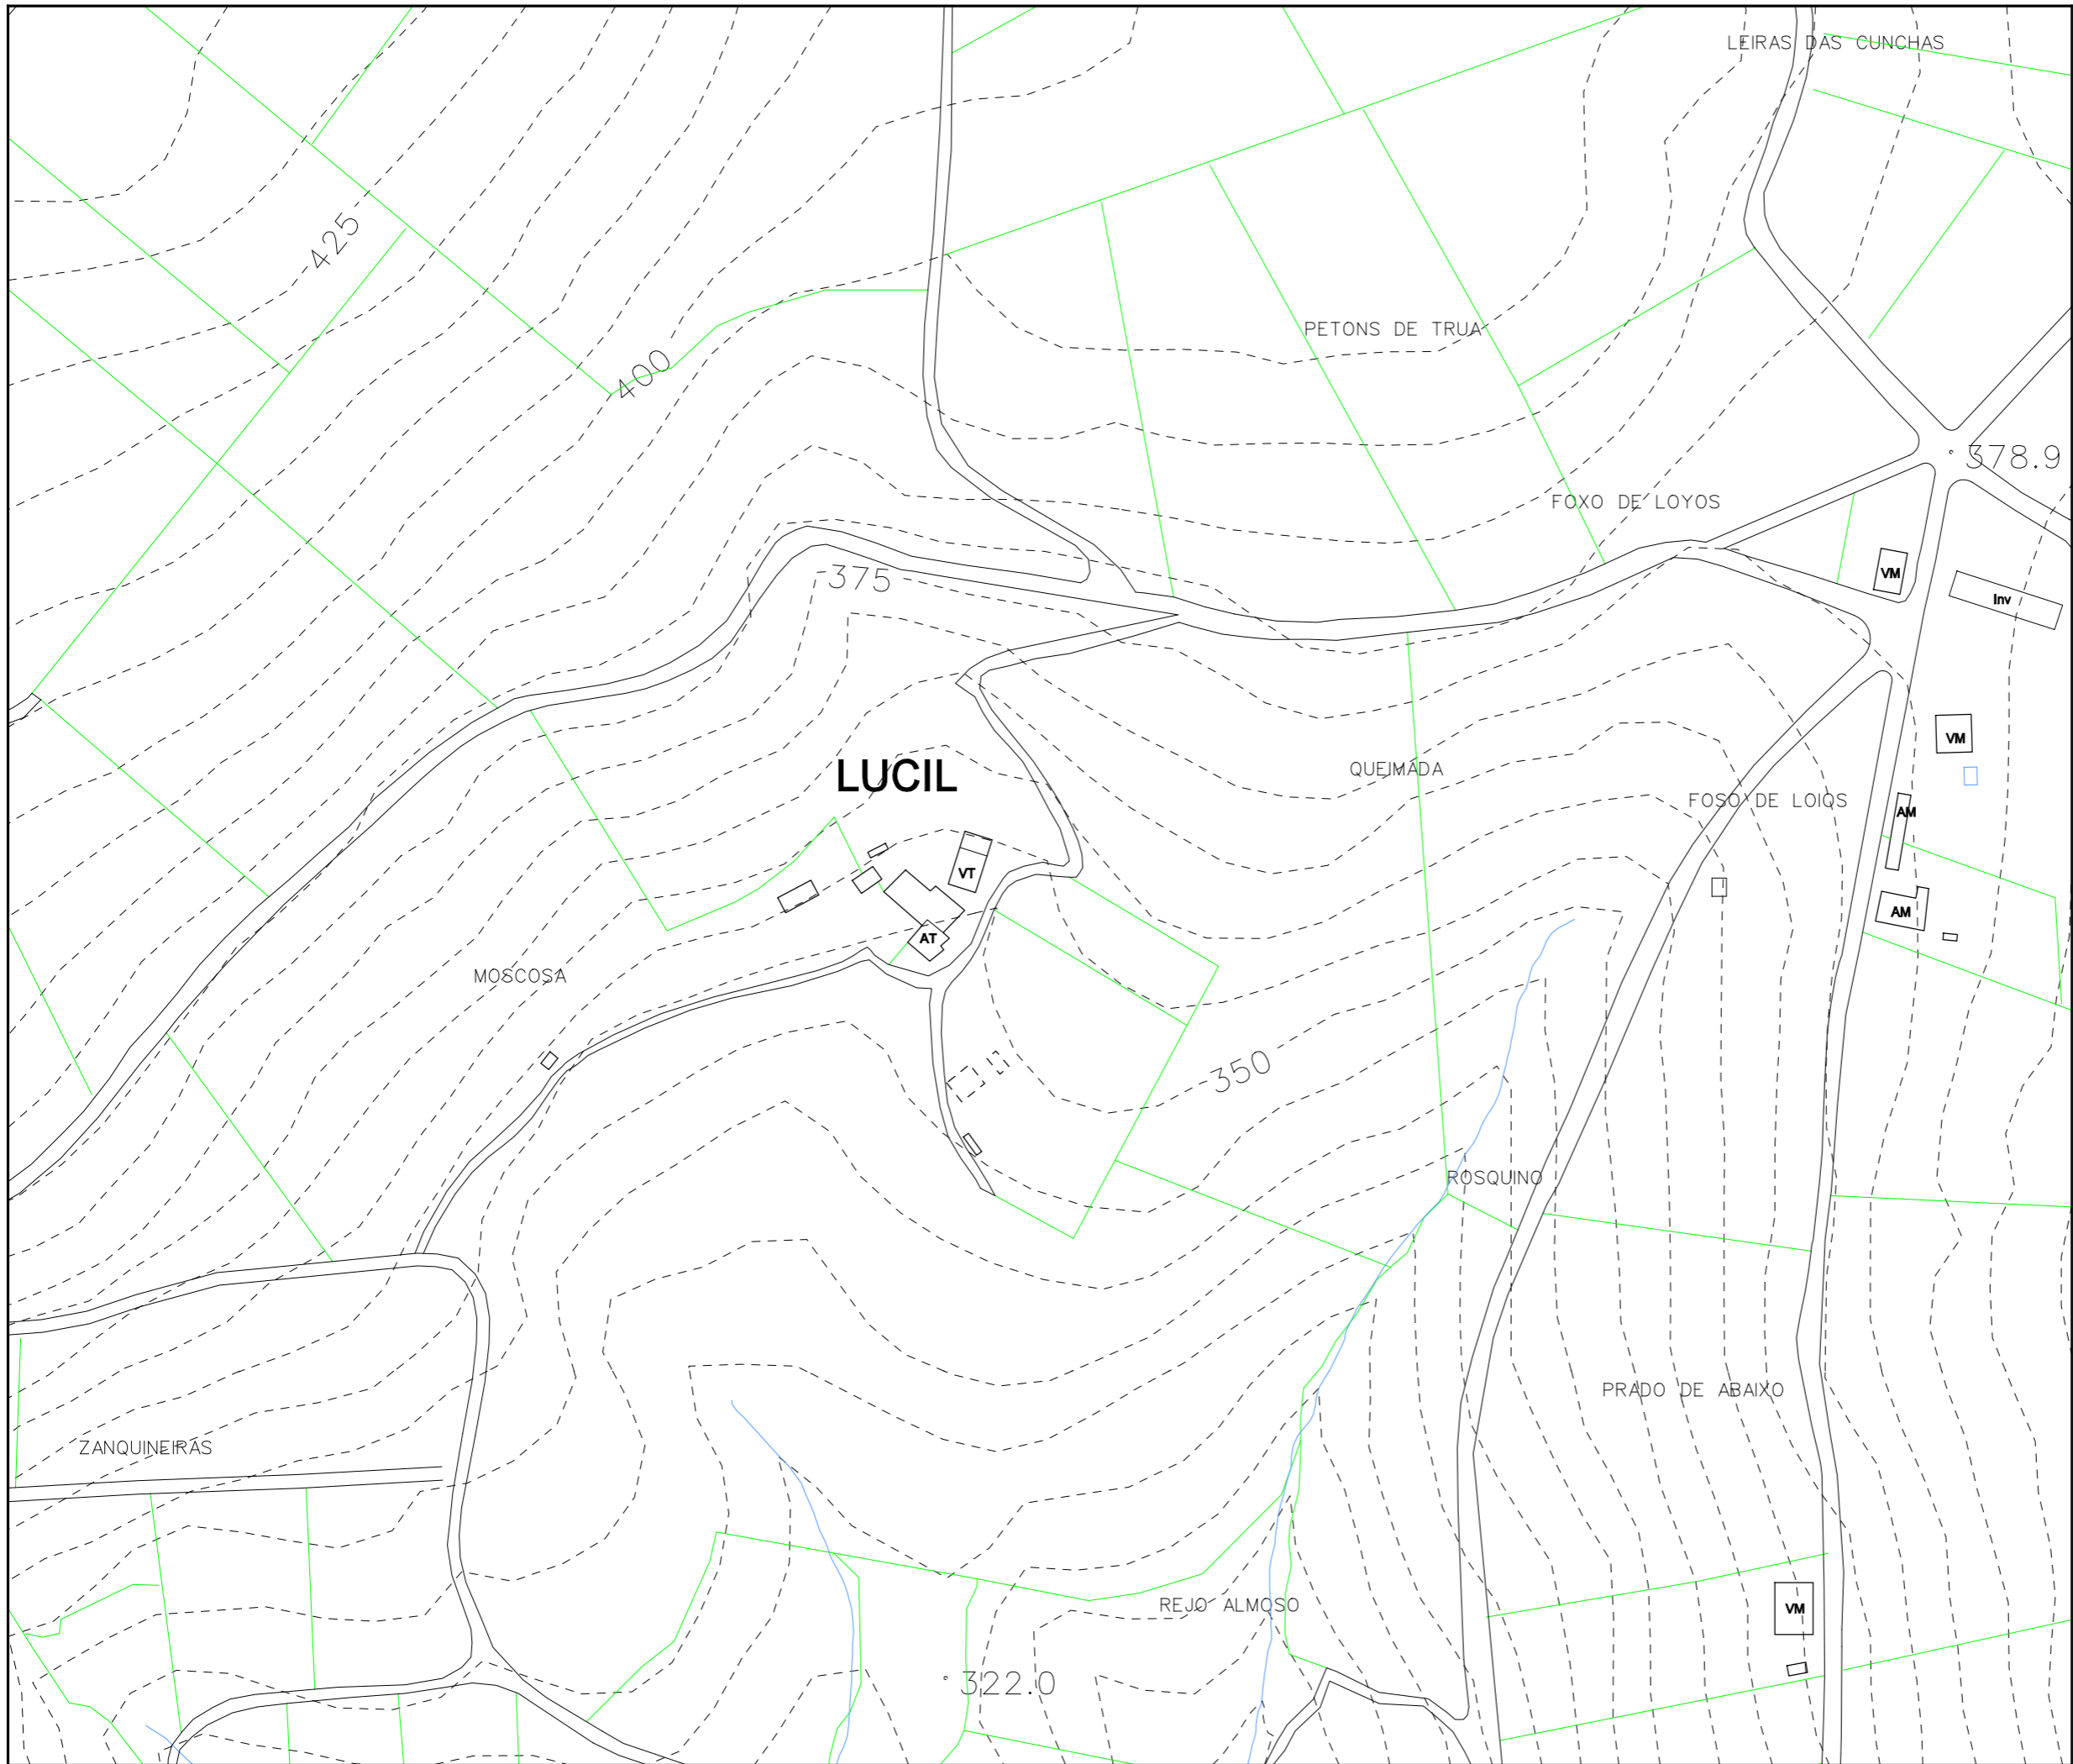 LEIRAS DAS CUNCHAS
425
PETONS DE TRUA
400
378.9
FOXO DE LOYOS
VM
375
Inv
VM
LUCIL
QUEIMADA
FOSO DE LOIOS
AM
VT
AM
AT
MOSCOSA
350
ROSQUINO
PRADO DE ABAIXO
ZANQUINEIRAS
REJO ALMOSO
VM
322.0